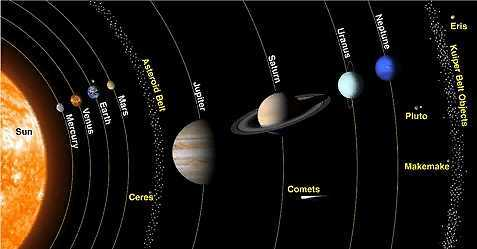 Sun
Mercury
Venus
Earth
Mars
Asteroid Belt
Ceres
Jupiter
Saturn
Comets
Uranus
Neptune
Pluto
Makemake
Eris
Kuiper Belt Objects